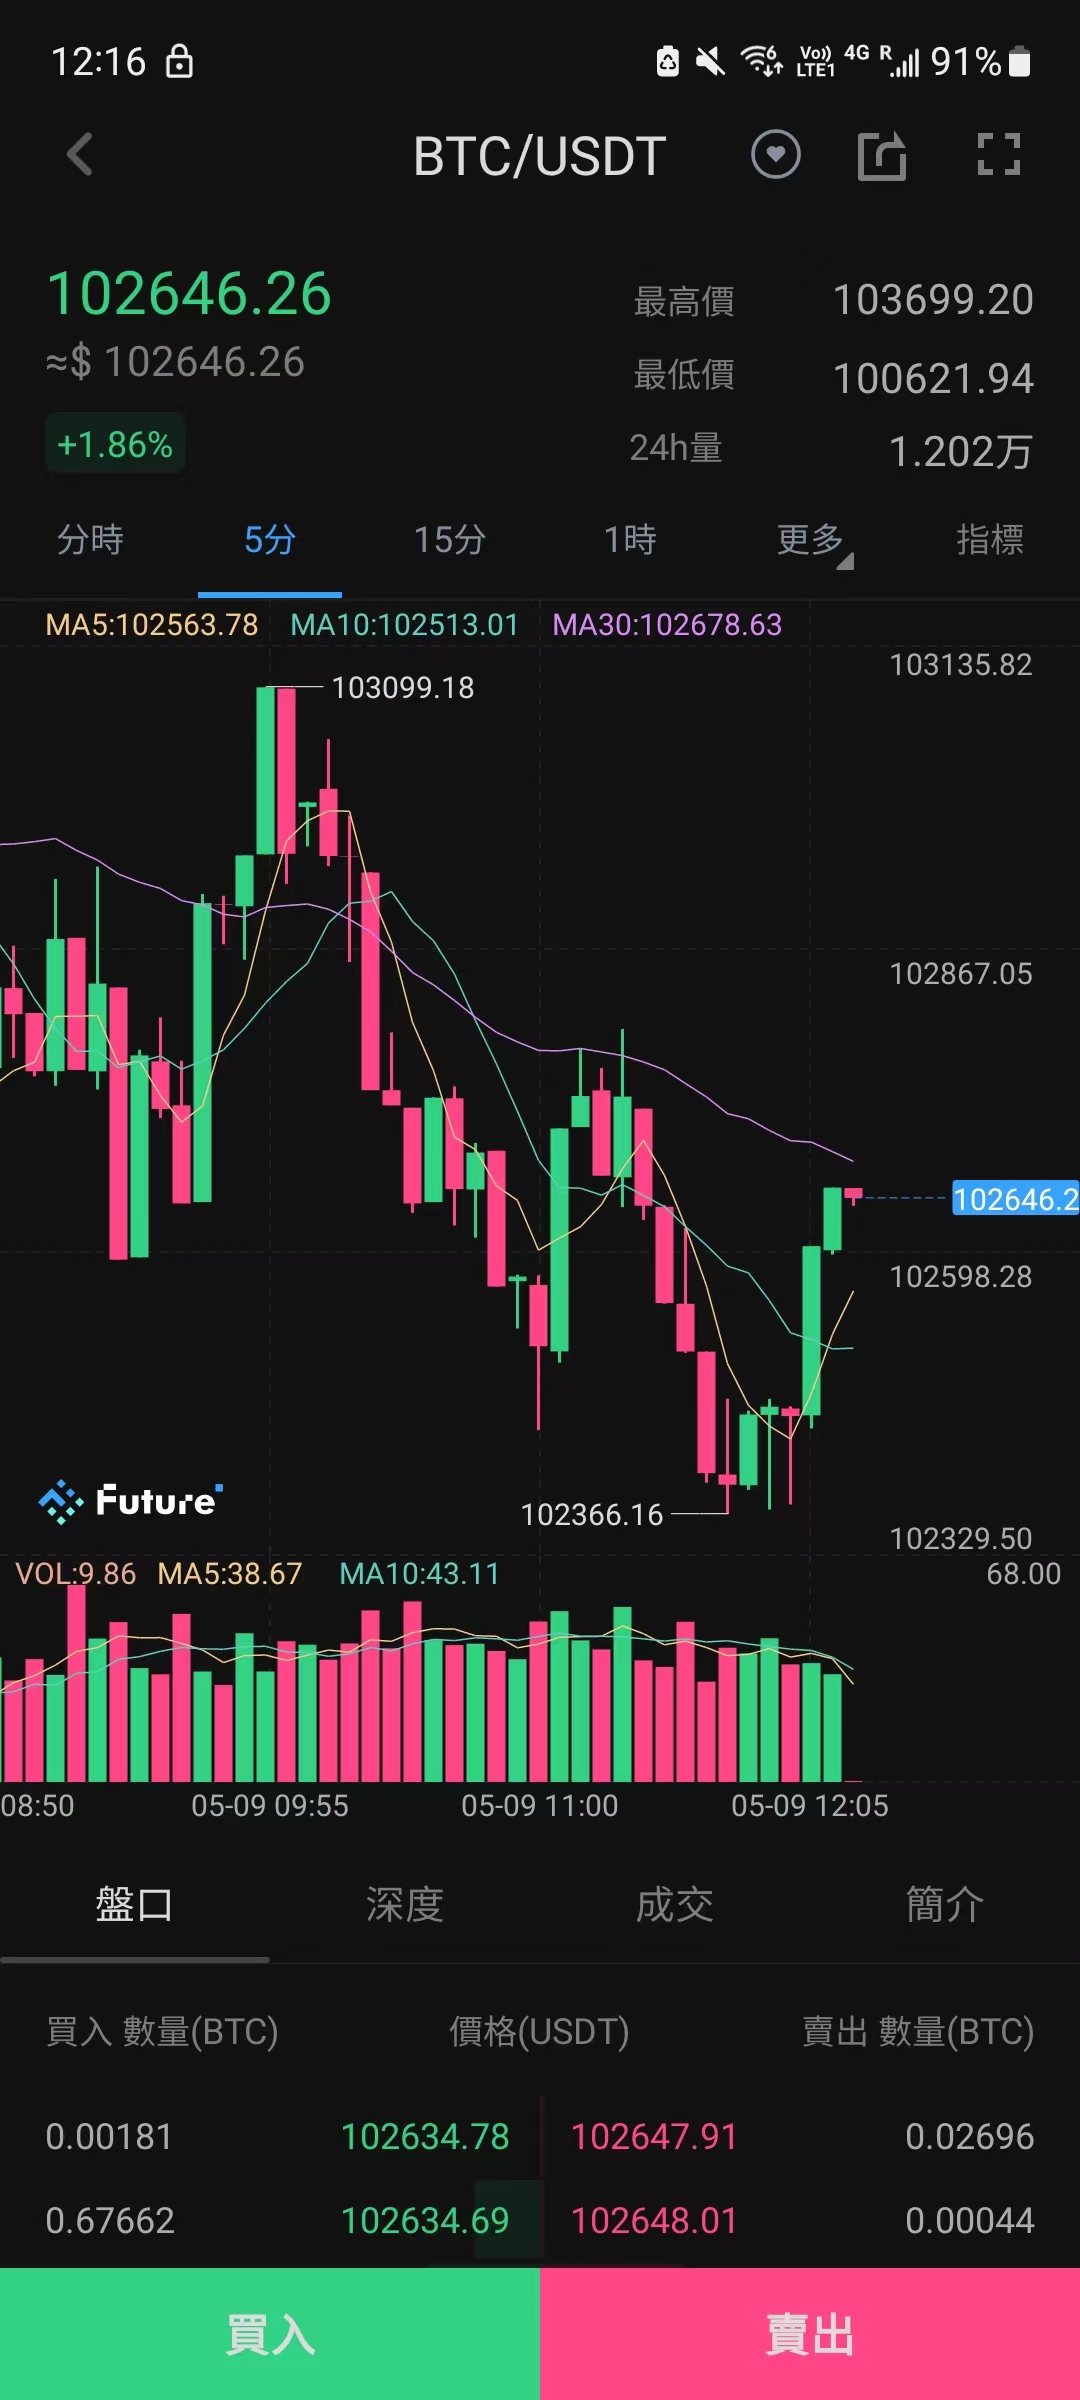 12:16 Vo)) LTE1 4G R 91%
BTC/USDT
102646.26
≈$ 102646.26
+1.86%
最高價 103699.20
最低價 100621.94
24h量 1.202万
分時 5分 15分 1時 更多 指標
MA5:102563.78 MA10:102513.01 MA30:102678.63
103135.82
103099.18
102867.05
102646.2
102598.28
Future
102366.16
102329.50
VOL:9.86 MA5:38.67 MA10:43.11 68.00
08:50 05-09 09:55 05-09 11:00 05-09 12:05
盤口 深度 成交 簡介
買入 數量(BTC) 價格(USDT) 賣出 數量(BTC)
0.00181 102634.78 102647.91 0.02696
0.67662 102634.69 102648.01 0.00044
買入 賣出